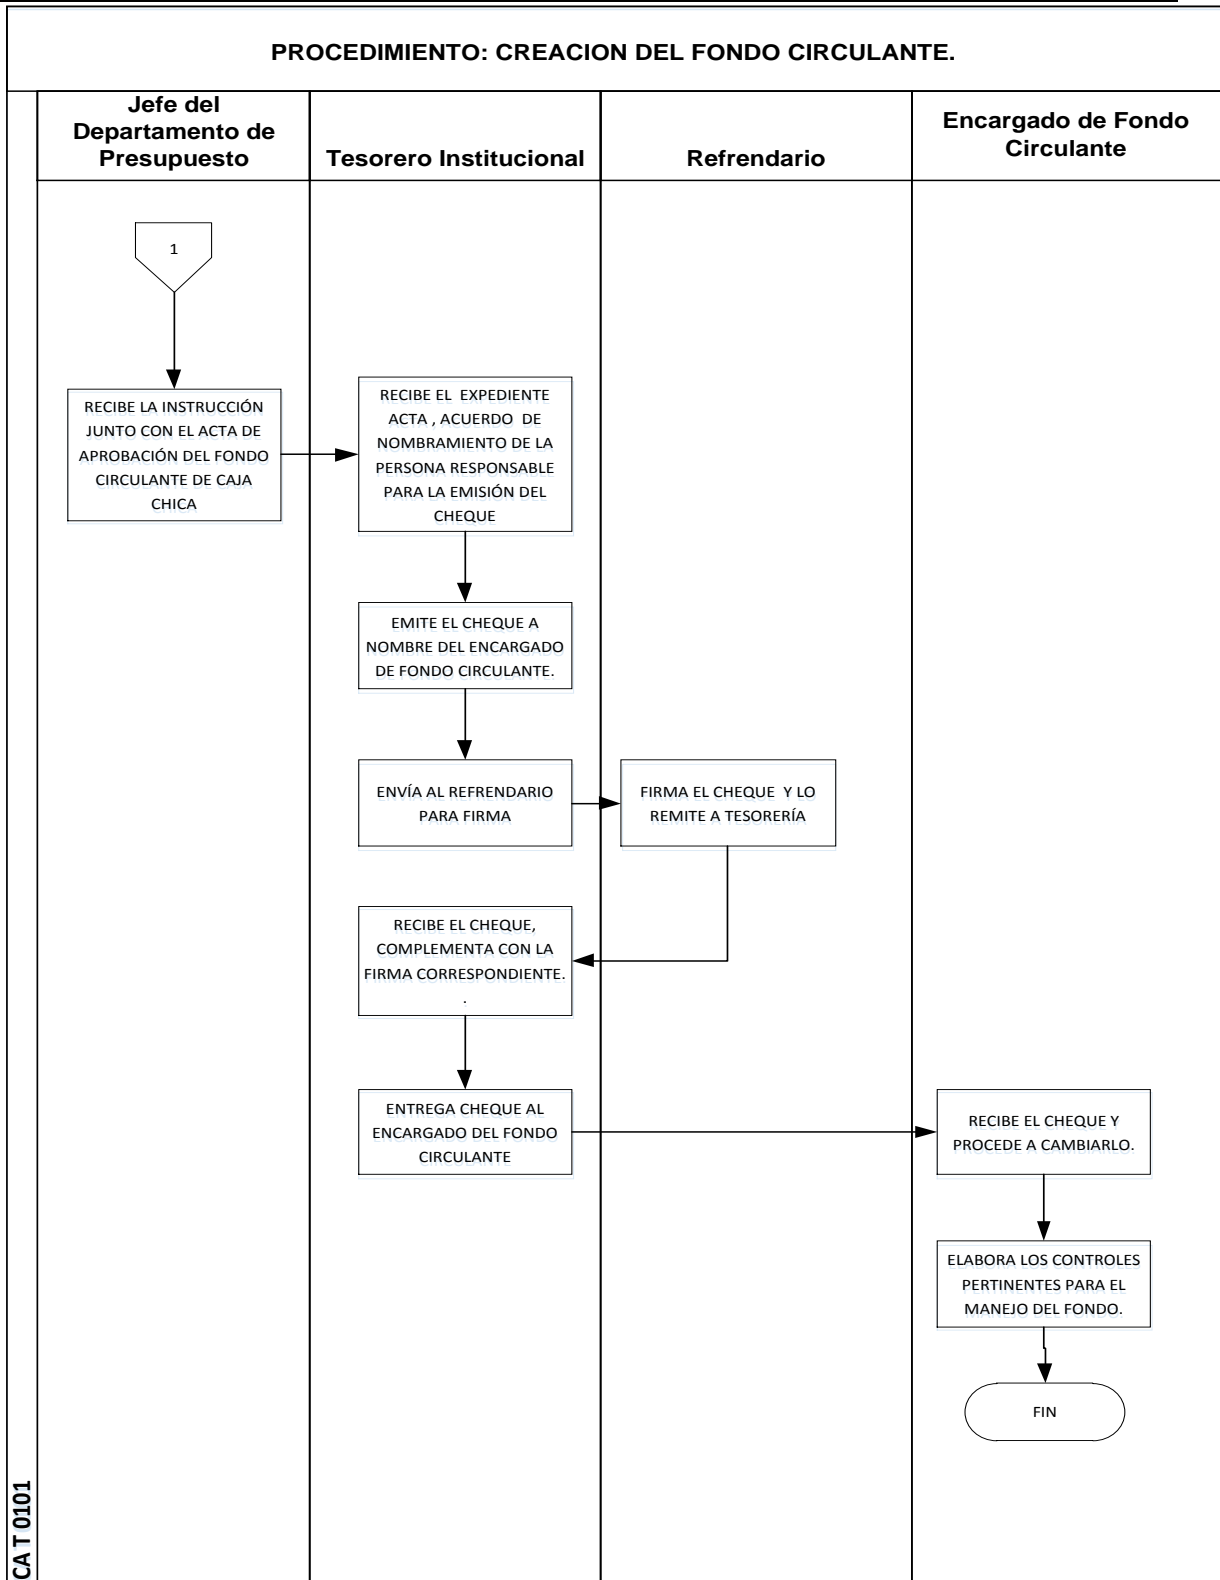 PROCEDIMIENTO: CREACION DEL FONDO CIRCULANTE.
Jefe del
Departamento de
Presupuesto
Tesorero Institucional
Refrendario
Encargado de Fondo
Circulante
1
RECIBE LA INSTRUCCIÓN
JUNTO CON EL ACTA DE
APROBACIÓN DEL FONDO
CIRCULANTE DE CAJA
CHICA
RECIBE EL EXPEDIENTE
ACTA , ACUERDO DE
NOMBRAMIENTO DE LA
PERSONA RESPONSABLE
PARA LA EMISIÓN DEL
CHEQUE
EMITE EL CHEQUE A
NOMBRE DEL ENCARGADO
DE FONDO CIRCULANTE.
ENVÍA AL REFRENDARIO
PARA FIRMA
FIRMA EL CHEQUE Y LO
REMITE A TESORERÍA
RECIBE EL CHEQUE,
COMPLEMENTA CON LA
FIRMA CORRESPONDIENTE.
.
ENTREGA CHEQUE AL
ENCARGADO DEL FONDO
CIRCULANTE
RECIBE EL CHEQUE Y
PROCEDE A CAMBIARLO.
ELABORA LOS CONTROLES
PERTINENTES PARA EL
MANEJO DEL FONDO.
FIN
CA T 0101